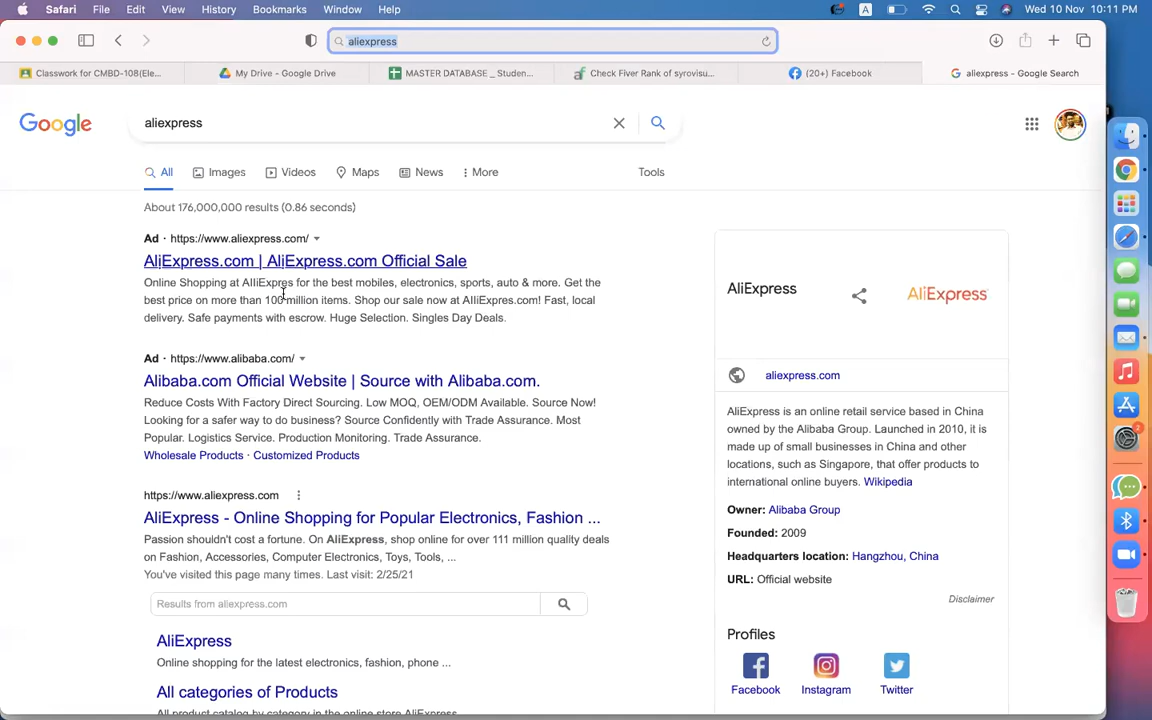 Safari File Edit View History Bookmarks Window Help A Wed 10 Nov 10:11 PM
aliexpress
Classwork for CMBD-108(Ele... My Drive - Google Drive MASTER DATABASE _ Studen... Check Fiver Rank of syrovisu... (20+) Facebook aliexpress - Google Search
Google aliexpress
All Images Videos Maps News More Tools
About 176,000,000 results (0.86 seconds)
Ad · https://www.aliexpress.com/
AliExpress.com | AliExpress.com Official Sale
Online Shopping at AlIiExpres for the best mobiles, electronics, sports, auto & more. Get the
best price on more than 100 million items. Shop our sale now at AlIiExpres.com! Fast, local
delivery. Safe payments with escrow. Huge Selection. Singles Day Deals.
Ad · https://www.alibaba.com/
Alibaba.com Official Website | Source with Alibaba.com.
Reduce Costs With Factory Direct Sourcing. Low MOQ, OEM/ODM Available. Source Now!
Looking for a safer way to do business? Source Confidently with Trade Assurance. Most
Popular. Logistics Service. Production Monitoring. Trade Assurance.
Wholesale Products · Customized Products
https://www.aliexpress.com
AliExpress - Online Shopping for Popular Electronics, Fashion ...
Passion shouldn't cost a fortune. On AliExpress, shop online for over 111 million quality deals
on Fashion, Accessories, Computer Electronics, Toys, Tools, ...
You've visited this page many times. Last visit: 2/25/21
Results from aliexpress.com
AliExpress
Online shopping for the latest electronics, fashion, phone ...
All categories of Products
All product catalog by category in the online store AliExpress
AliExpress AliExpress
aliexpress.com
AliExpress is an online retail service based in China
owned by the Alibaba Group. Launched in 2010, it is
made up of small businesses in China and other
locations, such as Singapore, that offer products to
international online buyers. Wikipedia
Owner: Alibaba Group
Founded: 2009
Headquarters location: Hangzhou, China
URL: Official website
Disclaimer
Profiles
Facebook Instagram Twitter
2